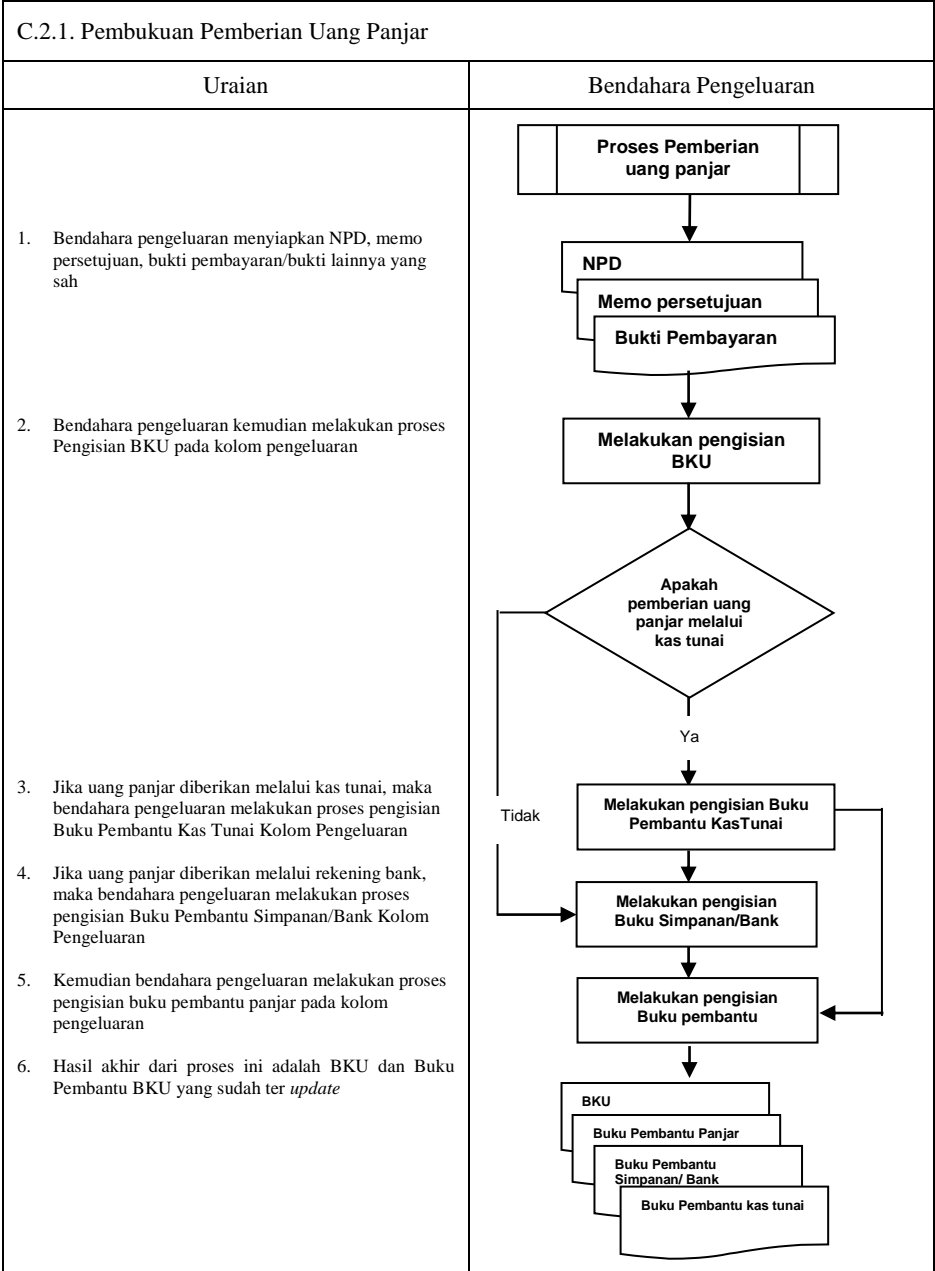 C.2.1. Pembukuan Pemberian Uang Panjar
Uraian
Bendahara Pengeluaran
1. Bendahara pengeluaran menyiapkan NPD, memo
persetujuan, bukti pembayaran/bukti lainnya yang
sah
2. Bendahara pengeluaran kemudian melakukan proses
Pengisian BKU pada kolom pengeluaran
3. Jika uang panjar diberikan melalui kas tunai, maka
bendahara pengeluaran melakukan proses pengisian
Buku Pembantu Kas Tunai Kolom Pengeluaran
4. Jika uang panjar diberikan melalui rekening bank,
maka bendahara pengeluaran melakukan proses
pengisian Buku Pembantu Simpanan/Bank Kolom
Pengeluaran
5. Kemudian bendahara pengeluaran melakukan proses
pengisian buku pembantu panjar pada kolom
pengeluaran
6. Hasil akhir dari proses ini adalah BKU dan Buku
Pembantu BKU yang sudah ter update
Proses Pemberian
uang panjar
NPD
Memo persetujuan
Bukti Pembayaran
Melakukan pengisian
BKU
Apakah
pemberian uang
panjar melalui
kas tunai
Ya
Tidak
Melakukan pengisian Buku
Pembantu KasTunai
Melakukan pengisian
Buku Simpanan/Bank
Melakukan pengisian
Buku pembantu
BKU
Buku Pembantu Panjar
Buku Pembantu
Simpanan/ Bank
Buku Pembantu kas tunai